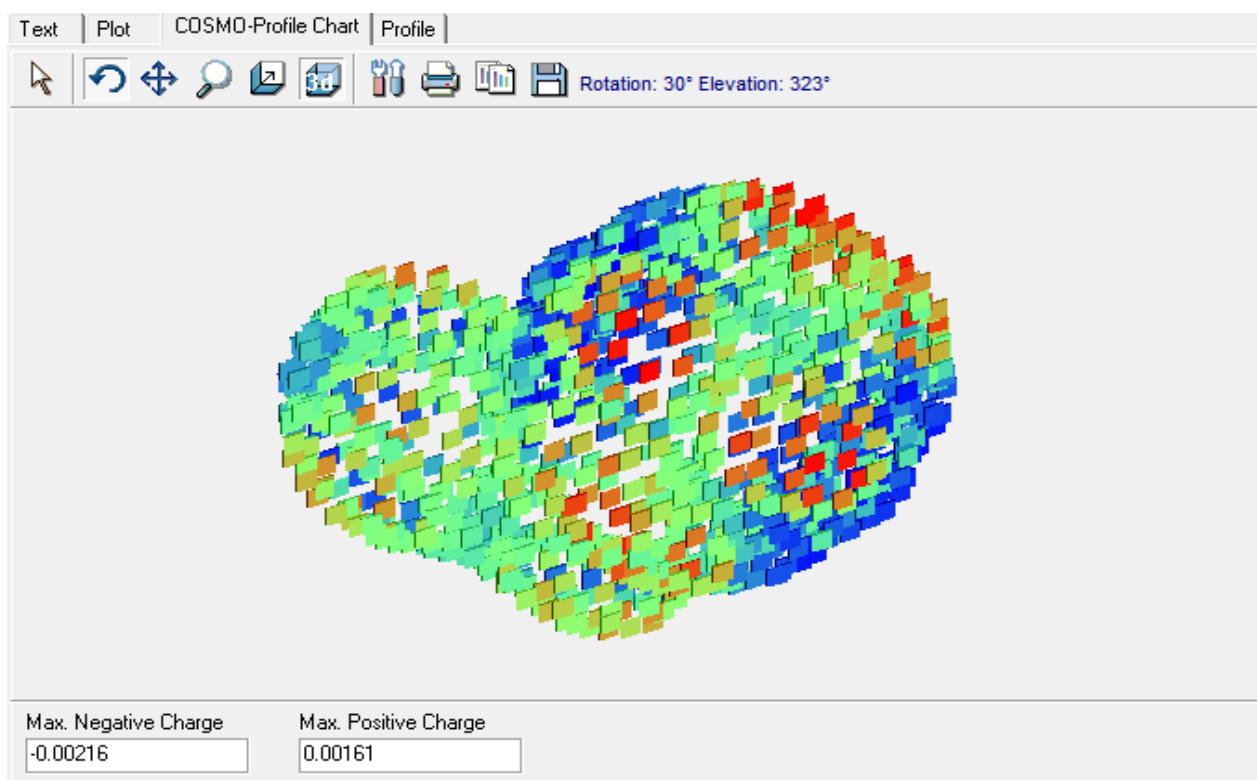 Text Plot COSMO-Profile Chart Profile
3d Rotation: 30° Elevation: 323°
Max. Negative Charge Max. Positive Charge
-0.00216 0.00161